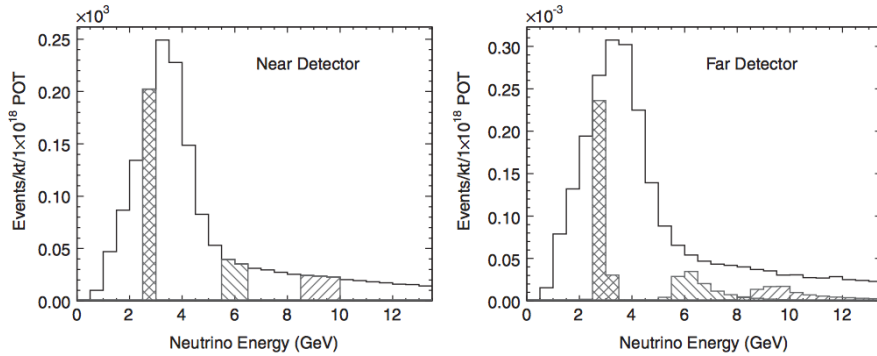 ×10³
0.25
0.20
0.15
0.10
0.05
0.00
Events/kt/1×10¹⁸ POT
Near Detector
0 2 4 6 8 10 12
Neutrino Energy (GeV)
×10⁻³
0.30
0.25
0.20
0.15
0.10
0.05
0.00
Events/kt/1×10¹⁸ POT
Far Detector
0 2 4 6 8 10 12
Neutrino Energy (GeV)